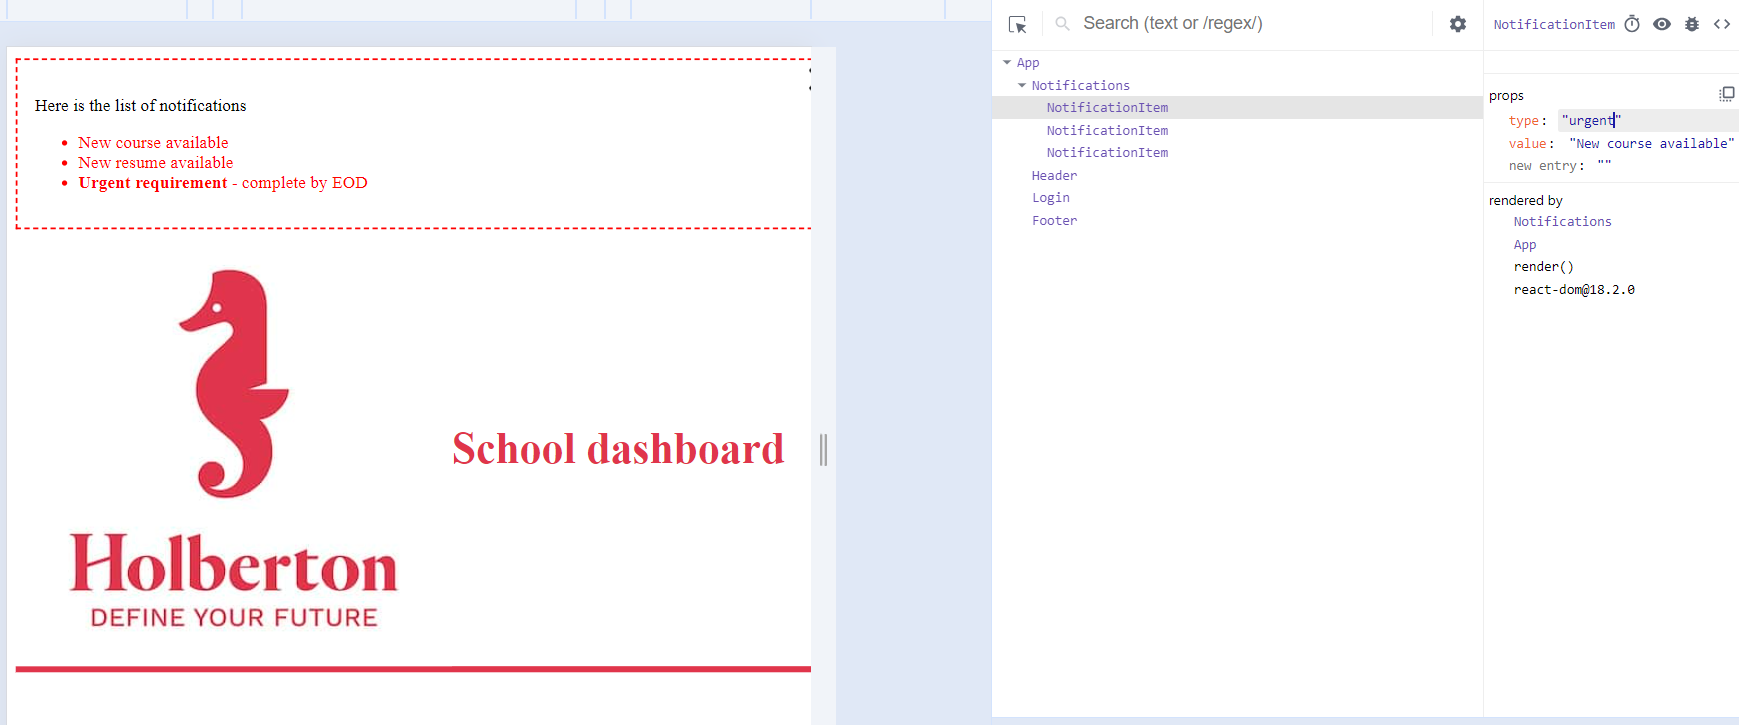 Here is the list of notifications
New course available
New resume available
Urgent requirement - complete by EOD
School dashboard
Holberton
DEFINE YOUR FUTURE
Search (text or /regex/)
App
Notifications
NotificationItem
NotificationItem
NotificationItem
Header
Login
Footer
NotificationItem
props
type: "urgent"
value: "New course available"
new entry: ""
rendered by
Notifications
App
render()
react-dom@18.2.0